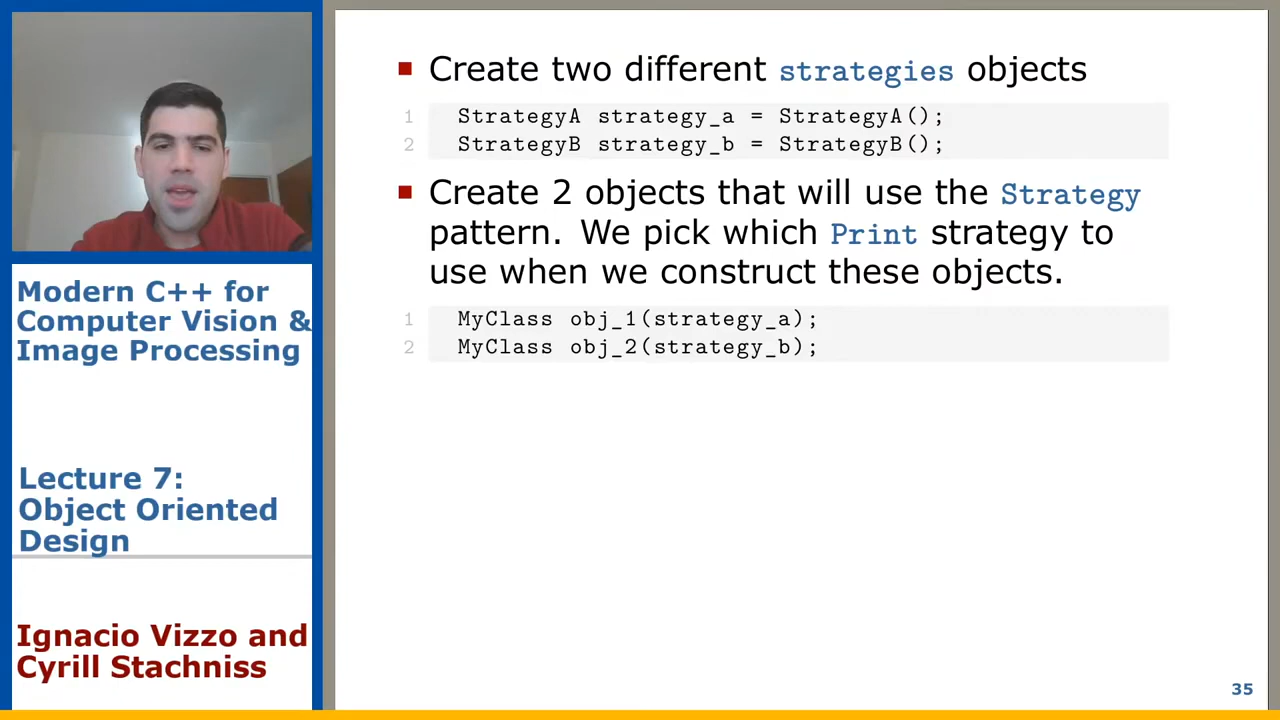 Create two different strategies objects
1 StrategyA strategy_a = StrategyA();
2 StrategyB strategy_b = StrategyB();
Create 2 objects that will use the Strategy
pattern. We pick which Print strategy to
use when we construct these objects.
1 MyClass obj_1(strategy_a);
2 MyClass obj_2(strategy_b);
Modern C++ for
Computer Vision &
Image Processing
Lecture 7:
Object Oriented
Design
Ignacio Vizzo and
Cyrill Stachniss
35